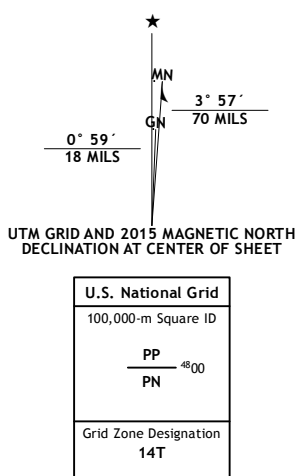 ★
MN
3° 57´
70 MILS
GN
0° 59´
18 MILS
UTM GRID AND 2015 MAGNETIC NORTH
DECLINATION AT CENTER OF SHEET
U.S. National Grid
100,000-m Square ID
PP
⁴⁸00
PN
Grid Zone Designation
14T